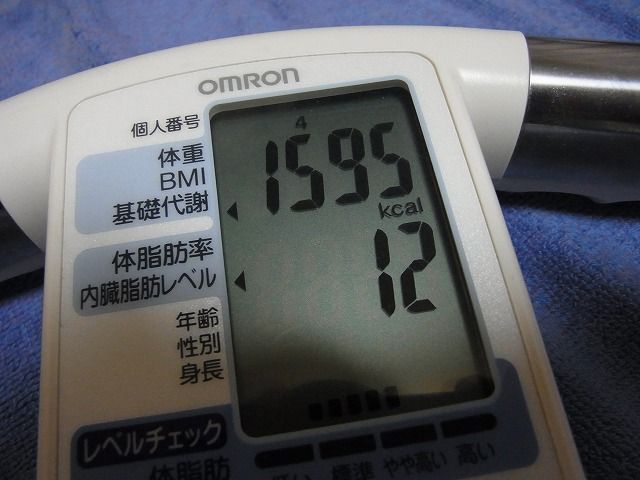 OMRON
個人番号
4
体重
BMI
基礎代謝
1595
kcal
体脂肪率
内臓脂肪レベル
12
年齢
性別
身長
レベルチェック
体脂肪
低い 標準 やや高い 高い